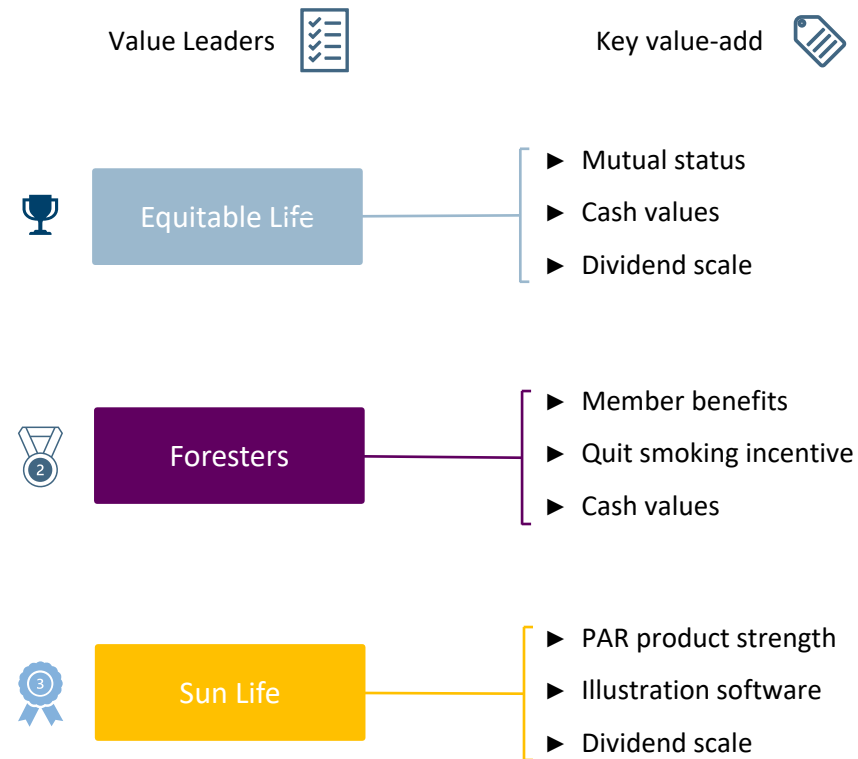 Value Leaders
Key value-add
Equitable Life
► Mutual status
► Cash values
► Dividend scale
2
Foresters
► Member benefits
► Quit smoking incentive
► Cash values
3
Sun Life
► PAR product strength
► Illustration software
► Dividend scale